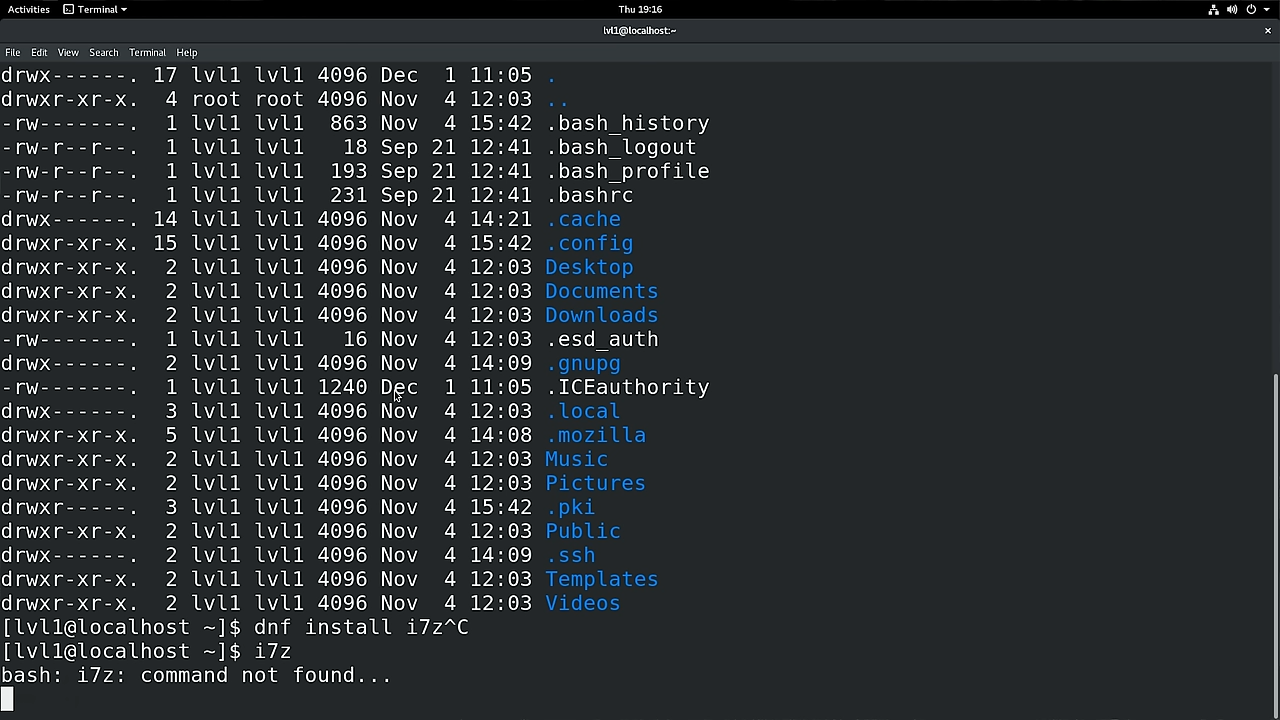 Activities Terminal Thu 19:16
lvl1@localhost:~
File Edit View Search Terminal Help
drwx------. 17 lvl1 lvl1 4096 Dec  1 11:05 .
drwxr-xr-x.  4 root root 4096 Nov  4 12:03 ..
-rw-------.  1 lvl1 lvl1  863 Nov  4 15:42 .bash_history
-rw-r--r--.  1 lvl1 lvl1   18 Sep 21 12:41 .bash_logout
-rw-r--r--.  1 lvl1 lvl1  193 Sep 21 12:41 .bash_profile
-rw-r--r--.  1 lvl1 lvl1  231 Sep 21 12:41 .bashrc
drwx------. 14 lvl1 lvl1 4096 Nov  4 14:21 .cache
drwxr-xr-x. 15 lvl1 lvl1 4096 Nov  4 15:42 .config
drwxr-xr-x.  2 lvl1 lvl1 4096 Nov  4 12:03 Desktop
drwxr-xr-x.  2 lvl1 lvl1 4096 Nov  4 12:03 Documents
drwxr-xr-x.  2 lvl1 lvl1 4096 Nov  4 12:03 Downloads
-rw-------.  1 lvl1 lvl1   16 Nov  4 12:03 .esd_auth
drwx------.  2 lvl1 lvl1 4096 Nov  4 14:09 .gnupg
-rw-------.  1 lvl1 lvl1 1240 Dec  1 11:05 .ICEauthority
drwx------.  3 lvl1 lvl1 4096 Nov  4 12:03 .local
drwxr-xr-x.  5 lvl1 lvl1 4096 Nov  4 14:08 .mozilla
drwxr-xr-x.  2 lvl1 lvl1 4096 Nov  4 12:03 Music
drwxr-xr-x.  2 lvl1 lvl1 4096 Nov  4 12:03 Pictures
drwxr-----.  3 lvl1 lvl1 4096 Nov  4 15:42 .pki
drwxr-xr-x.  2 lvl1 lvl1 4096 Nov  4 12:03 Public
drwx------.  2 lvl1 lvl1 4096 Nov  4 14:09 .ssh
drwxr-xr-x.  2 lvl1 lvl1 4096 Nov  4 12:03 Templates
drwxr-xr-x.  2 lvl1 lvl1 4096 Nov  4 12:03 Videos
[lvl1@localhost ~]$ dnf install i7z^C
[lvl1@localhost ~]$ i7z
bash: i7z: command not found...